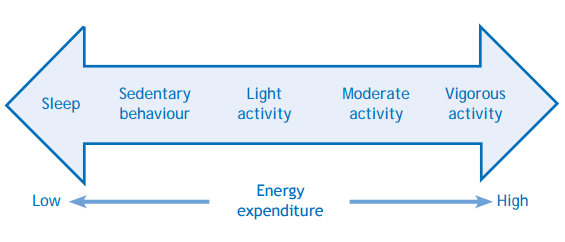 Sleep
Sedentary
behaviour
Light
activity
Moderate
activity
Vigorous
activity
Low
Energy
expenditure
High